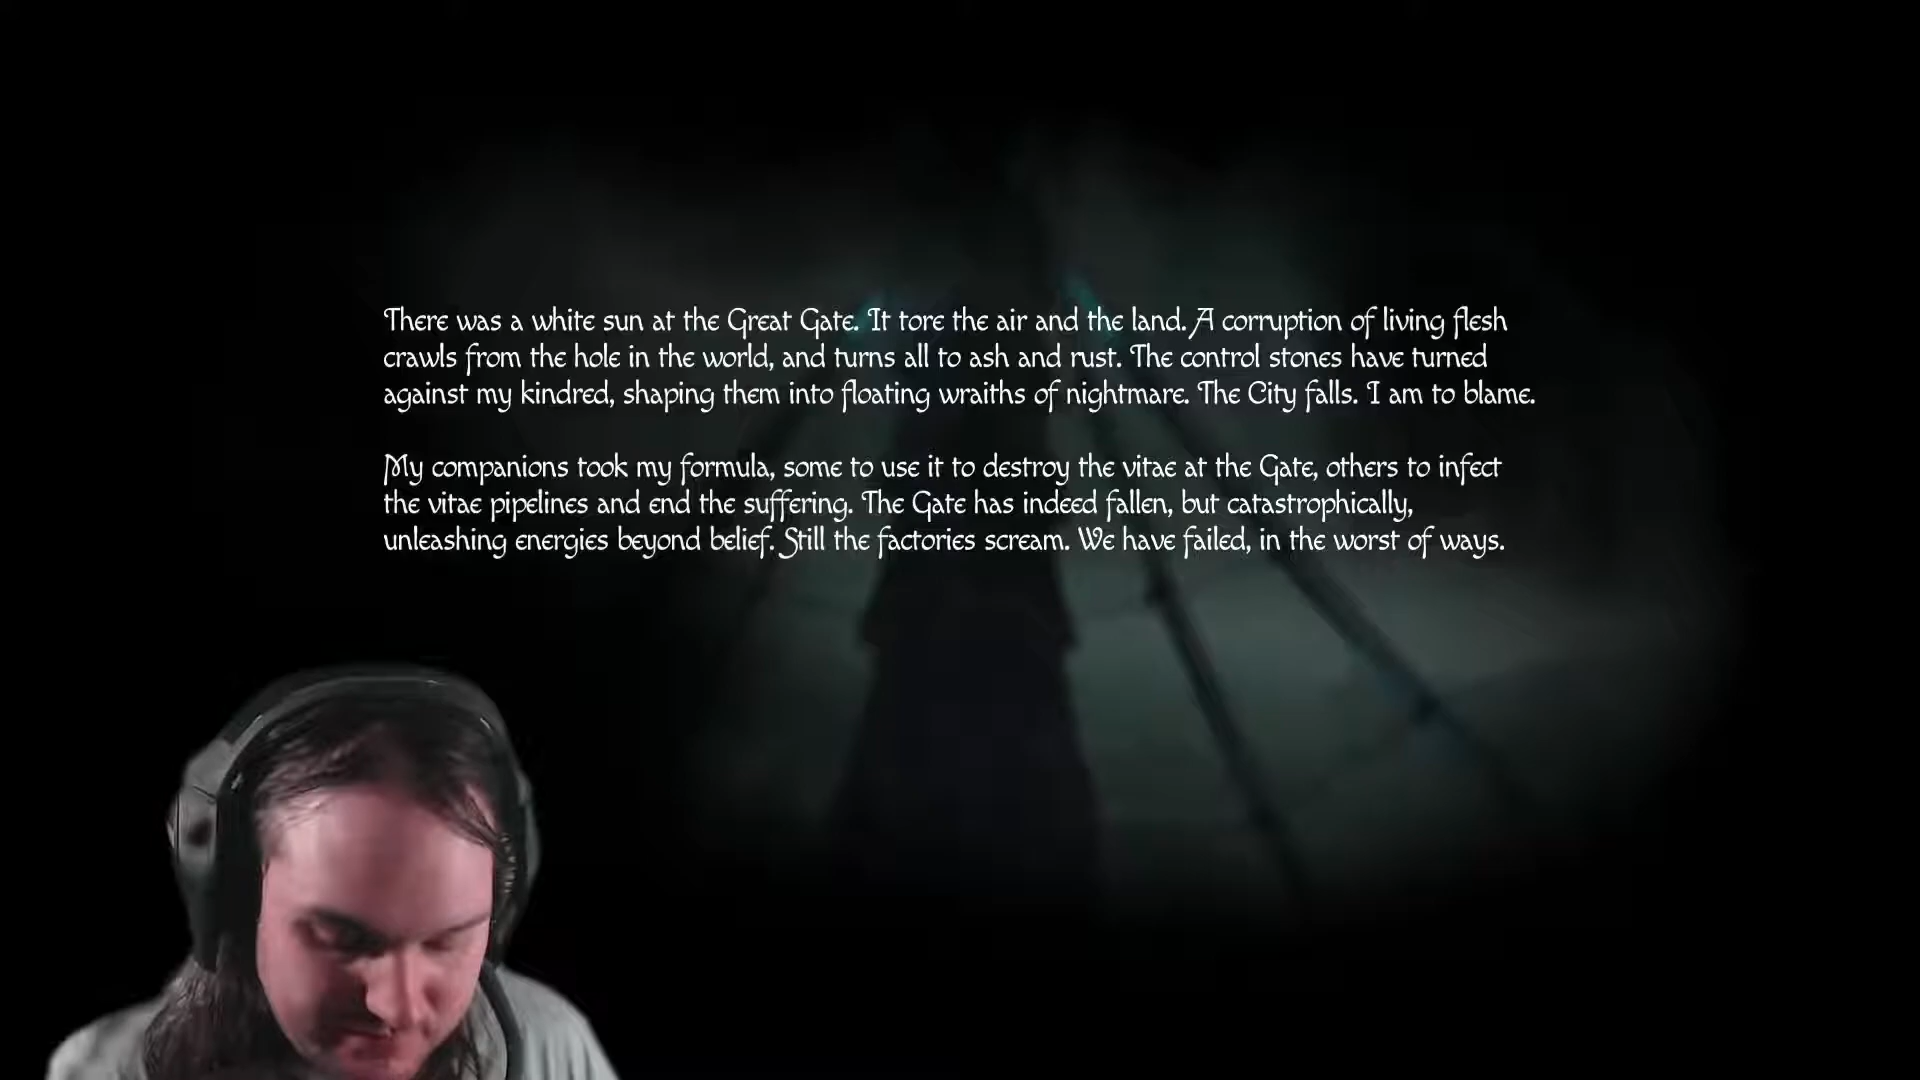 There was a white sun at the Great Gate. It tore the air and the land. A corruption of living flesh
crawls from the hole in the world, and turns all to ash and rust. The control stones have turned
against my kindred, shaping them into floating wraiths of nightmare. The City falls. I am to blame.
My companions took my formula, some to use it to destroy the vitae at the Gate, others to infect
the vitae pipelines and end the suffering. The Gate has indeed fallen, but catastrophically,
unleashing energies beyond belief. Still the factories scream. We have failed, in the worst of ways.